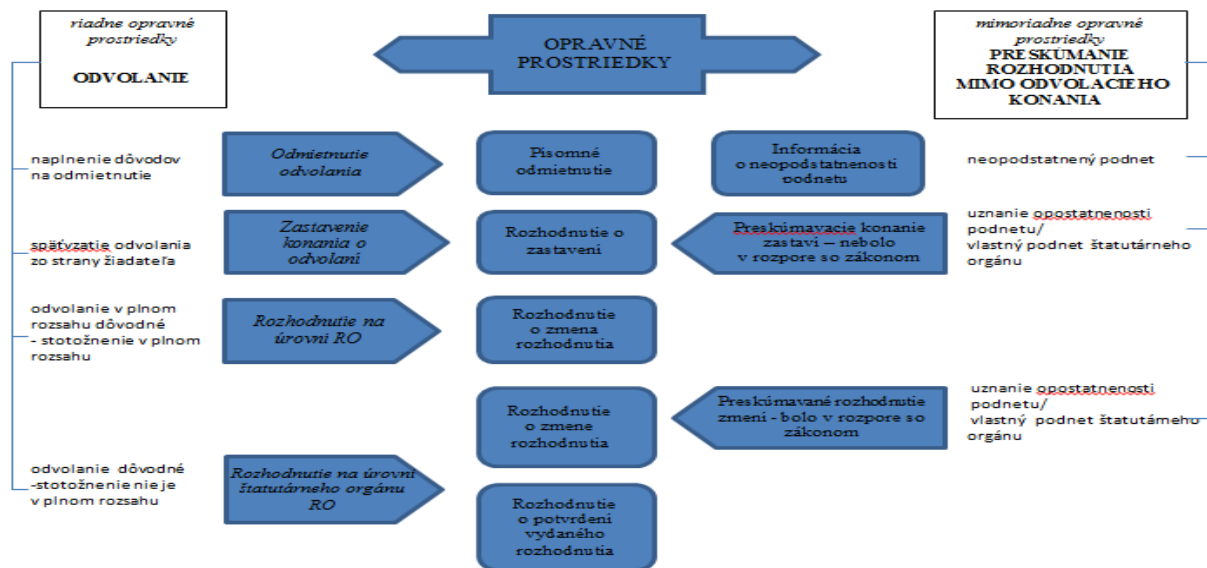 riadne opravné
prostriedky
ODVOLANIE
OPRAVNÉ
PROSTRIEDKY
mimoriadne opravné
prostriedky
PRESKÚMANIE
ROZHODNUTIA
MIMO ODVOLACIEHO
KONANIA
naplnenie dôvodov
na odmietnutie
Odmietnutie
odvolania
Písomné
odmietnutie
Informácia
o neopodstatnenosti
podnetu
neopodstatnený podnet
späťvzatie odvolania
zo strany žiadateľa
Zastavenie
konania o
odvolaní
Rozhodnutie o
zastavení
Preskúmavacie konanie
zastaví – nebolo
v rozpore so zákonom
uznanie opostatnenosti
podnetu/
vlastný podnet štatutárneho
orgánu
odvolanie v plnom
rozsahu dôvodné
- stotožnenie v plnom
rozsahu
Rozhodnutie na
úrovni RO
Rozhodnutie
o zmena
rozhodnutia
Rozhodnutie
o zmene
rozhodnutia
Preskúmavané rozhodnutie
zmení - bolo v rozpore so
zákonom
uznanie opostatnenosti
podnetu/
vlastný podnet štatutárneho
orgánu
odvolanie dôvodné
-stotožnenie nie je
v plnom rozsahu
Rozhodnutie na úrovni
štatutárneho orgánu
RO
Rozhodnutie
o potvrdení
vydaného
rozhodnutia